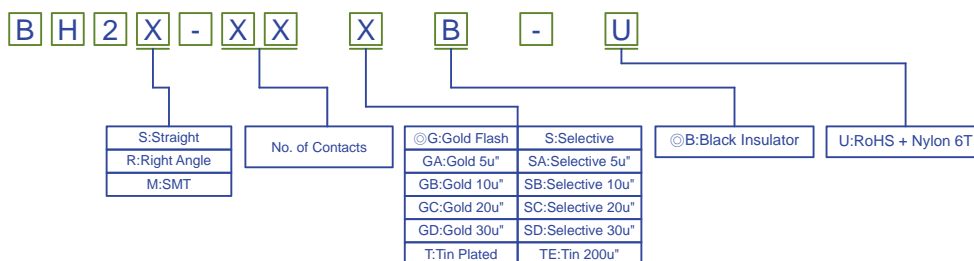 BH2X-XX X B - U
S:Straight
R:Right Angle
M:SMT
No. of Contacts
◎G:Gold Flash S:Selective
GA:Gold 5u" SA:Selective 5u"
GB:Gold 10u" SB:Selective 10u"
GC:Gold 20u" SC:Selective 20u"
GD:Gold 30u" SD:Selective 30u"
T:Tin Plated TE:Tin 200u"
◎B:Black Insulator
U:RoHS + Nylon 6T